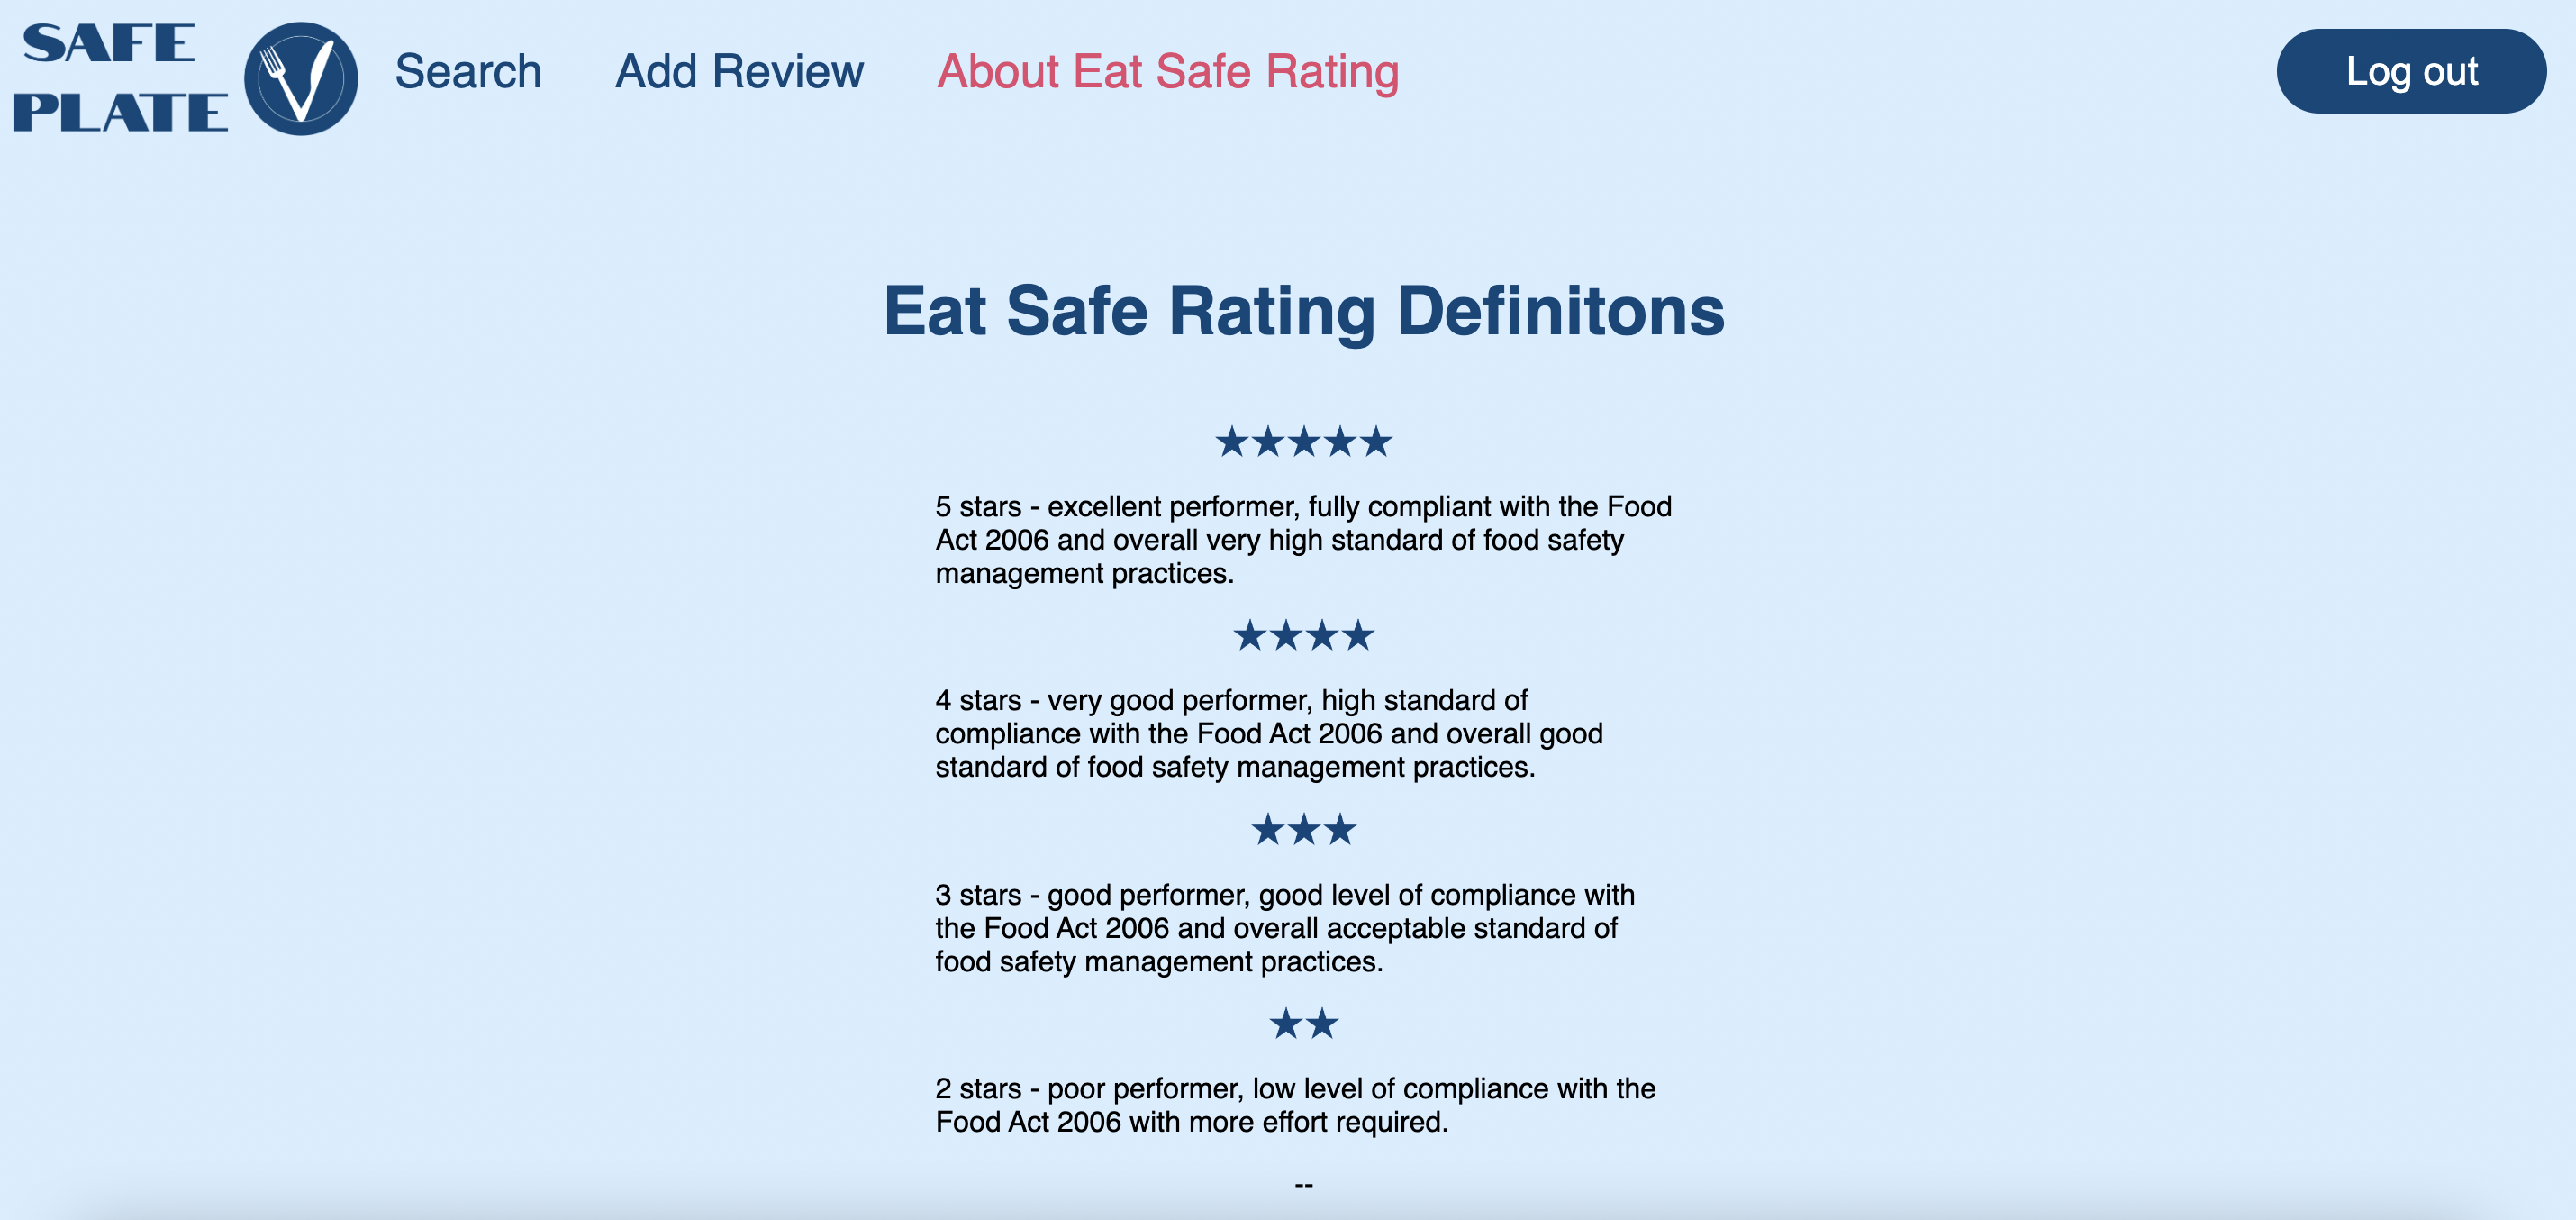 SAFE
PLATE
Search
Add Review
About Eat Safe Rating
Log out
Eat Safe Rating Definitons
★★★★★
5 stars - excellent performer, fully compliant with the Food
Act 2006 and overall very high standard of food safety
management practices.
★★★★
4 stars - very good performer, high standard of
compliance with the Food Act 2006 and overall good
standard of food safety management practices.
★★★
3 stars - good performer, good level of compliance with
the Food Act 2006 and overall acceptable standard of
food safety management practices.
★★
2 stars - poor performer, low level of compliance with the
Food Act 2006 with more effort required.
--